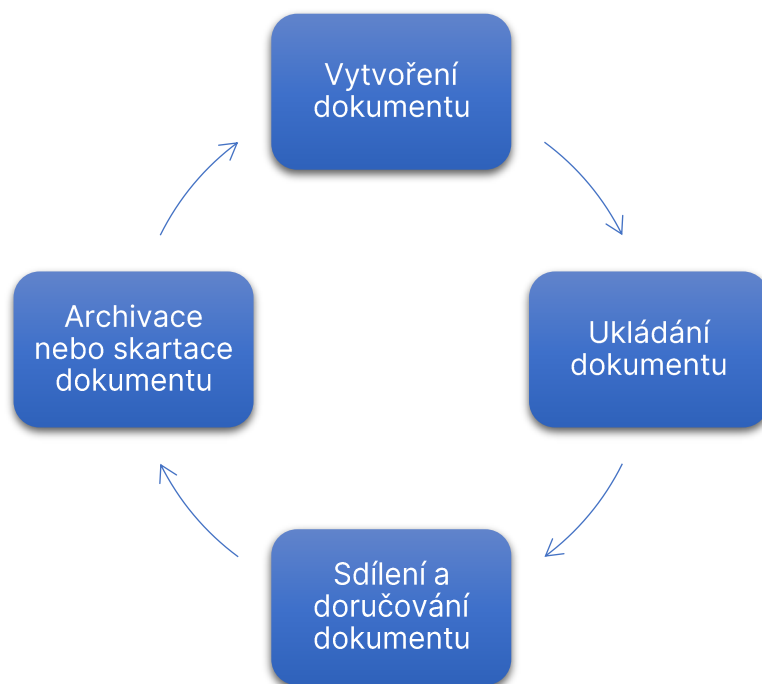 Vytvoření
dokumentu
Ukládání
dokumentu
Sdílení a
doručování
dokumentu
Archivace
nebo skartace
dokumentu